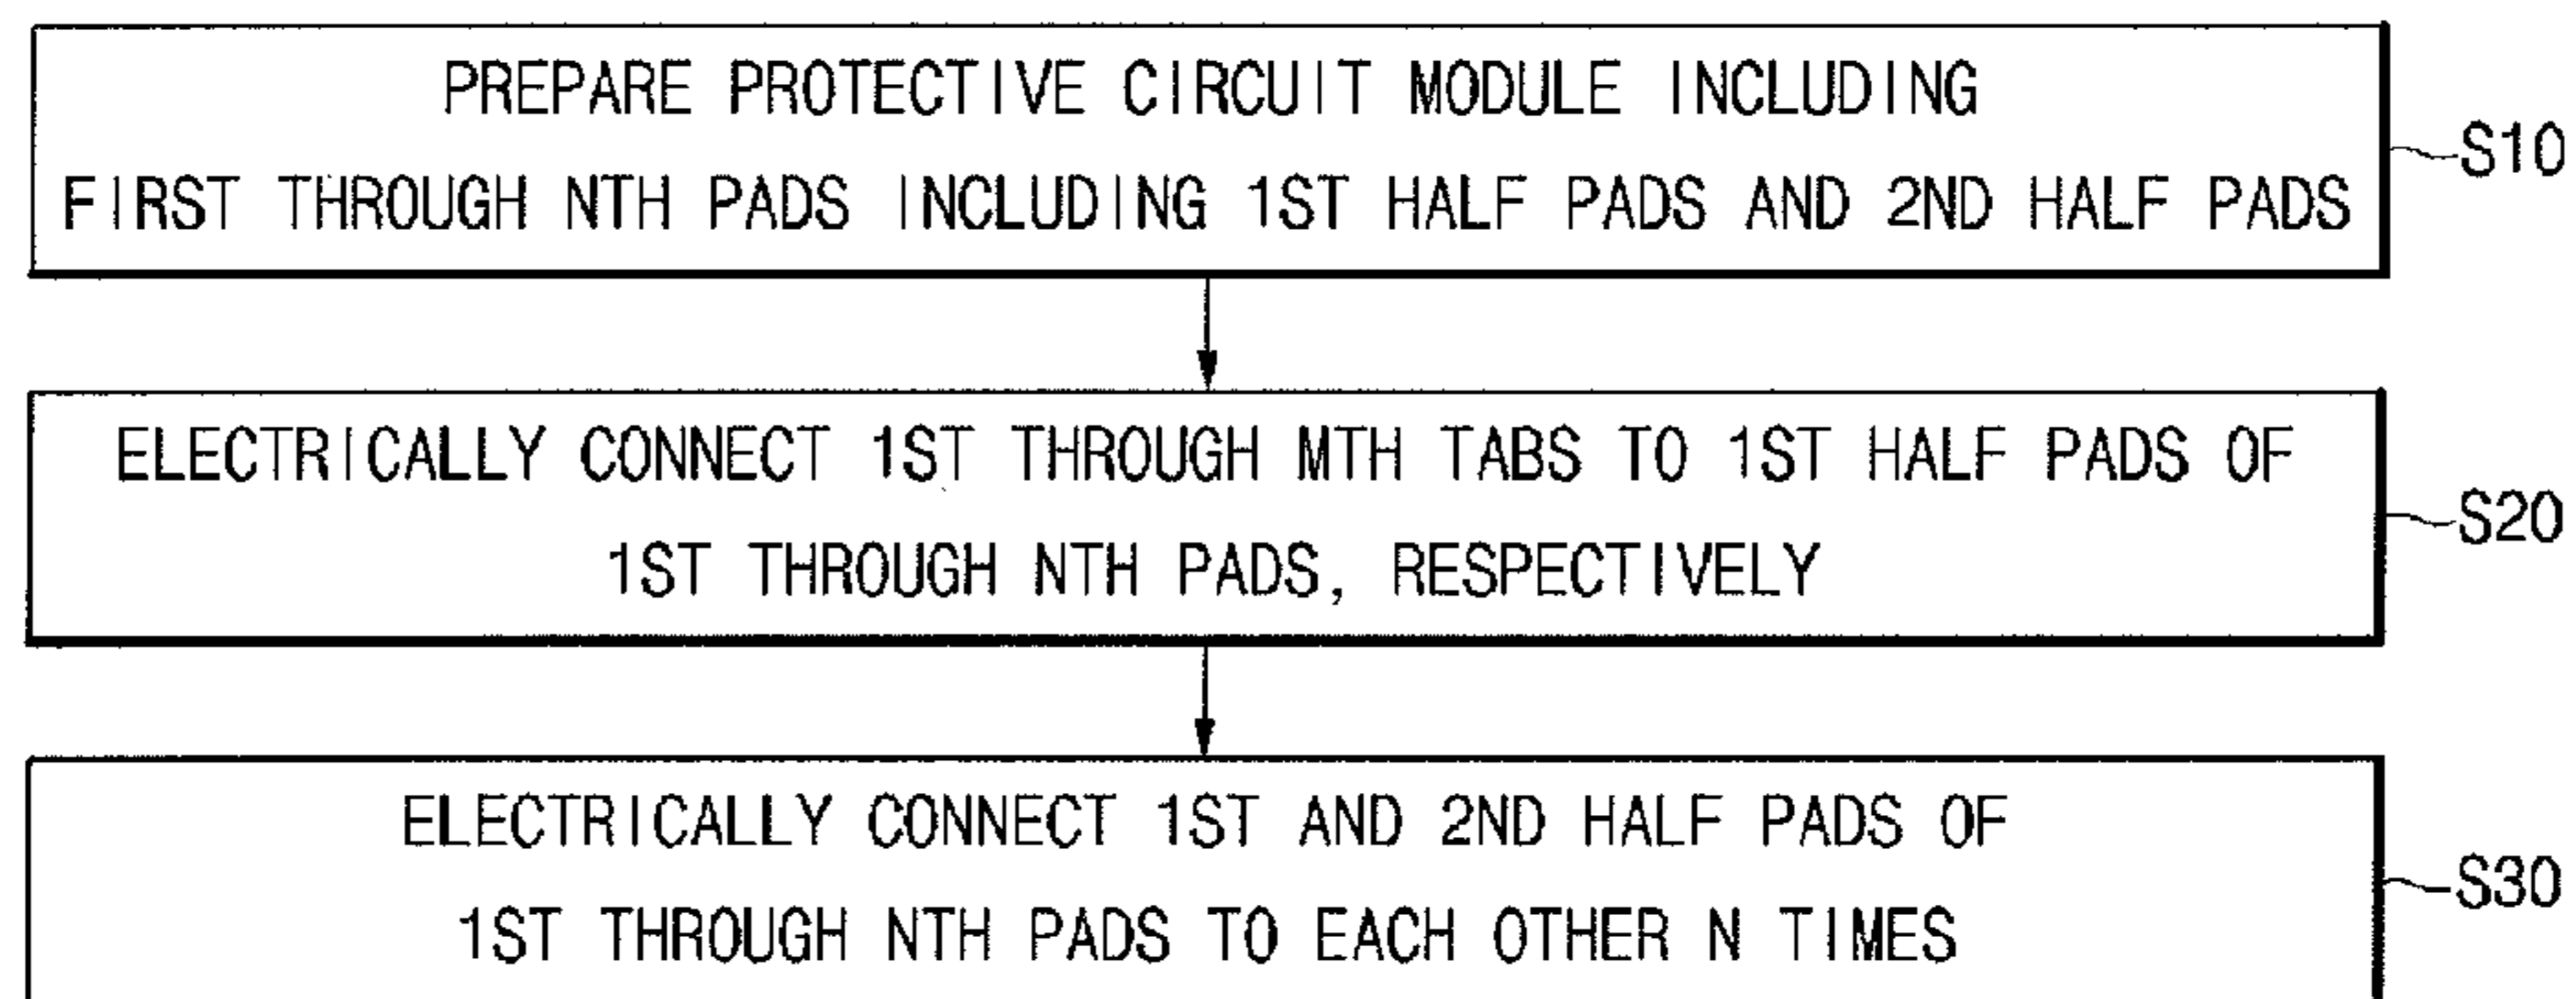 PREPARE PROTECTIVE CIRCUIT MODULE INCLUDING
FIRST THROUGH NTH PADS INCLUDING 1ST HALF PADS AND 2ND HALF PADS
S10
ELECTRICALLY CONNECT 1ST THROUGH MTH TABS TO 1ST HALF PADS OF
1ST THROUGH NTH PADS, RESPECTIVELY
S20
ELECTRICALLY CONNECT 1ST AND 2ND HALF PADS OF
1ST THROUGH NTH PADS TO EACH OTHER N TIMES
S30